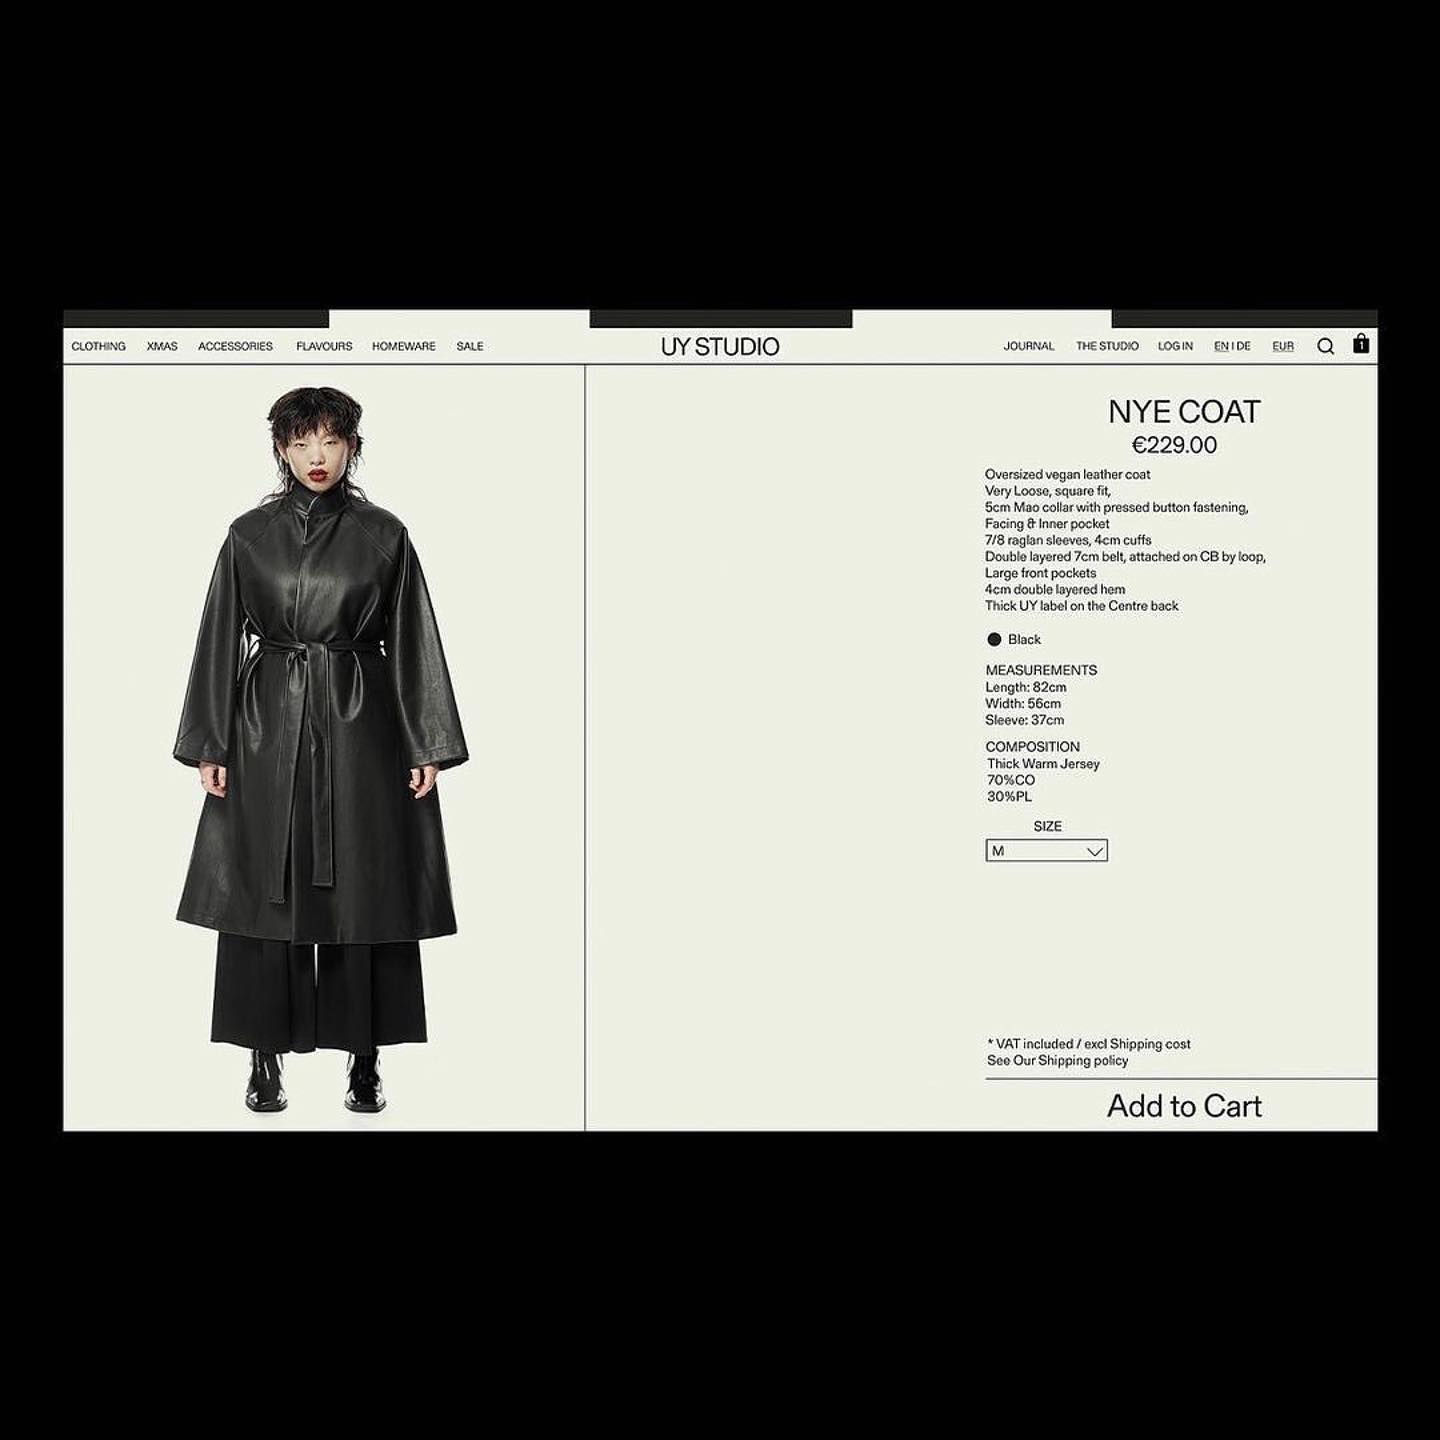 CLOTHING XMAS ACCESSORIES FLAVOURS HOMEWARE SALE UY STUDIO JOURNAL THE STUDIO LOG IN EN I DE EUR 1
NYE COAT
€229.00
Oversized vegan leather coat
Very Loose, square fit,
5cm Mao collar with pressed button fastening,
Facing & Inner pocket
7/8 raglan sleeves, 4cm cuffs
Double layered 7cm belt, attached on CB by loop,
Large front pockets
4cm double layered hem
Thick UY label on the Centre back
Black
MEASUREMENTS
Length: 82cm
Width: 56cm
Sleeve: 37cm
COMPOSITION
Thick Warm Jersey
70%CO
30%PL
SIZE
M
* VAT included / excl Shipping cost
See Our Shipping policy
Add to Cart